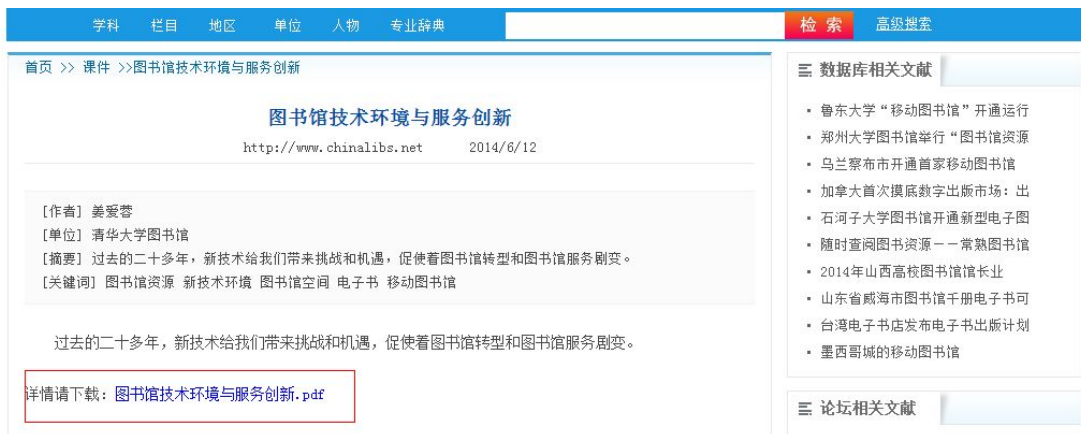 学科 栏目 地区 单位 人物 专业辞典 检 索 高级搜索
首页 >> 课件 >>图书馆技术环境与服务创新
图书馆技术环境与服务创新
http://www.chinalibs.net 2014/6/12
[作者] 姜爱蓉
[单位] 清华大学图书馆
[摘要] 过去的二十多年，新技术给我们带来挑战和机遇，促使着图书馆转型和图书馆服务剧变。
[关键词] 图书馆资源 新技术环境 图书馆空间 电子书 移动图书馆
过去的二十多年，新技术给我们带来挑战和机遇，促使着图书馆转型和图书馆服务剧变。
详情请下载：图书馆技术环境与服务创新.pdf
数据库相关文献
鲁东大学“移动图书馆”开通运行
郑州大学图书馆举行“图书馆资源
乌兰察布市开通首家移动图书馆
加拿大首次摸底数字出版市场：出
石河子大学图书馆开通新型电子图
随时查阅图书资源－－常熟图书馆
2014年山西高校图书馆馆长业
山东省威海市图书馆千册电子书可
台湾电子书店发布电子书出版计划
墨西哥城的移动图书馆
论坛相关文献